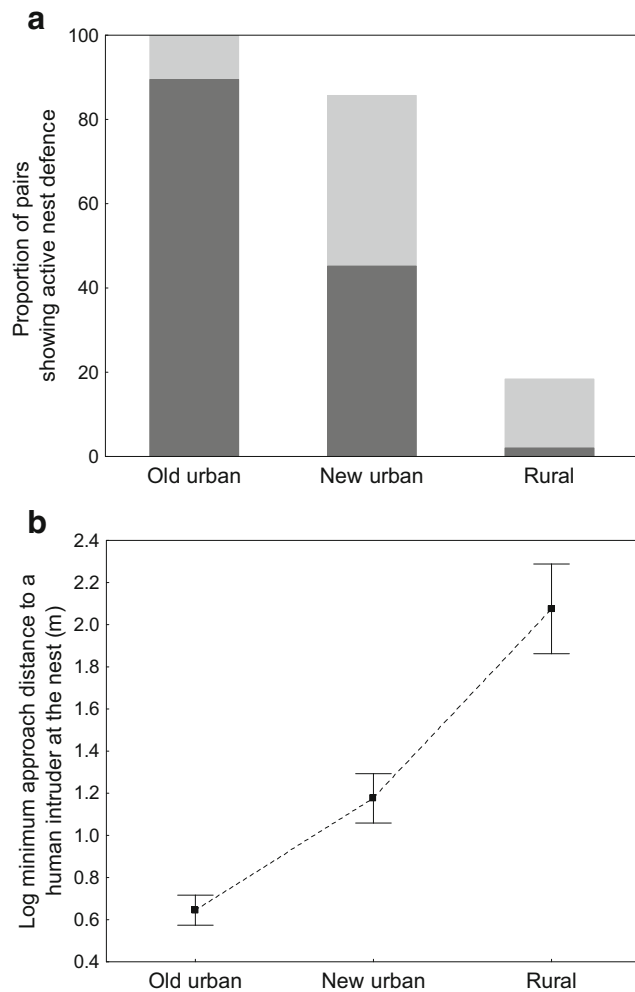 a
Proportion of pairs
showing active nest defence
100
80
60
40
20
0
Old urban New urban Rural
b
Log minimum approach distance to a
human intruder at the nest (m)
2.4
2.2
2.0
1.8
1.6
1.4
1.2
1.0
0.8
0.6
0.4
Old urban New urban Rural